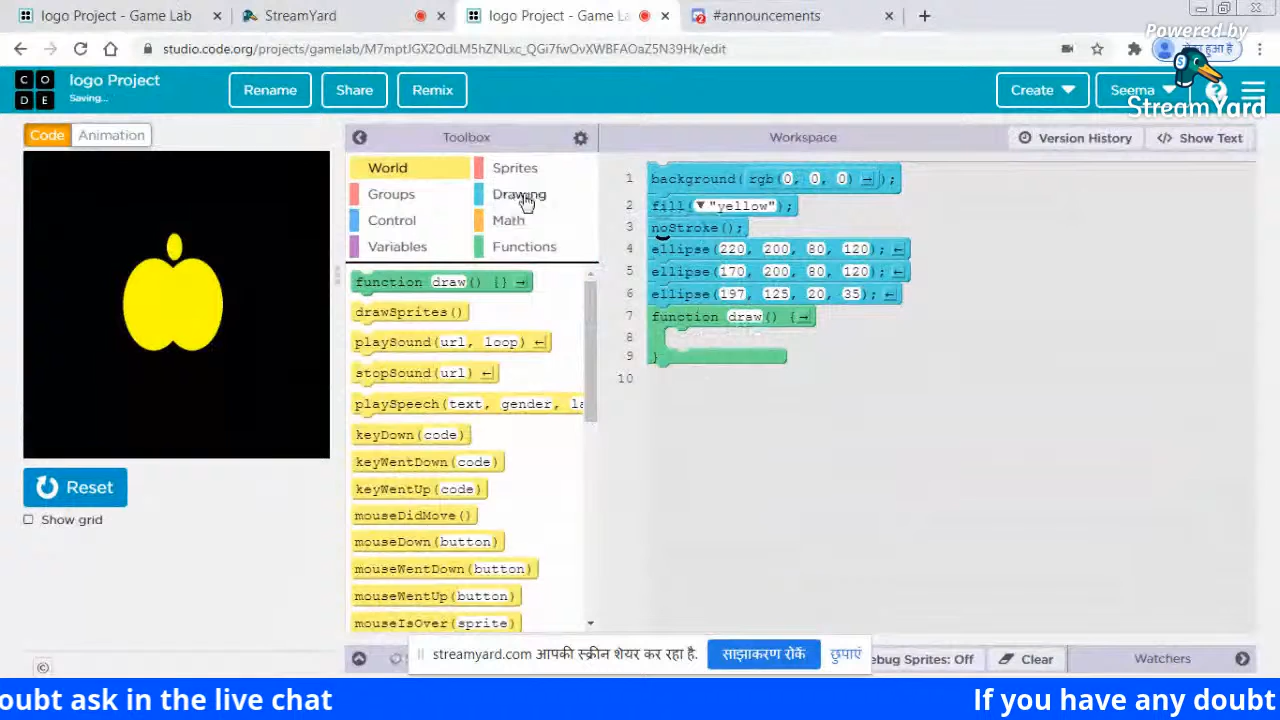 logo Project - Game Lab
StreamYard
logo Project - Game La
#announcements
studio.code.org/projects/gamelab/M7mptJGX2OdLM5hZNLxc_QGi7fwOvXWBFAOaZ5N39Hk/edit
Powered by
StreamYard
CODE
logo Project
Saving...
Rename
Share
Remix
Create
Seema
Code
Animation
Toolbox
Workspace
Version History
</> Show Text
World
Sprites
Groups
Drawing
Control
Math
Variables
Functions
function draw() {}
drawSprites()
playSound(url, loop)
stopSound(url)
playSpeech(text, gender, la
keyDown(code)
keyWentDown(code)
keyWentUp(code)
mouseDidMove()
mouseDown(button)
mouseWentDown(button)
mouseWentUp(button)
mouseIsOver(sprite)
1 background( rgb(0, 0, 0) );
2 fill( "yellow");
3 noStroke();
4 ellipse(220, 200, 80, 120);
5 ellipse(170, 200, 80, 120);
6 ellipse(197, 125, 20, 35);
7 function draw() {
8
9 }
10
Reset
Show grid
streamyard.com आपकी स्क्रीन शेयर कर रहा है.
साझाकरण रोकें
छुपाएं
ebug Sprites: Off
Clear
Watchers
oubt ask in the live chat
If you have any doubt